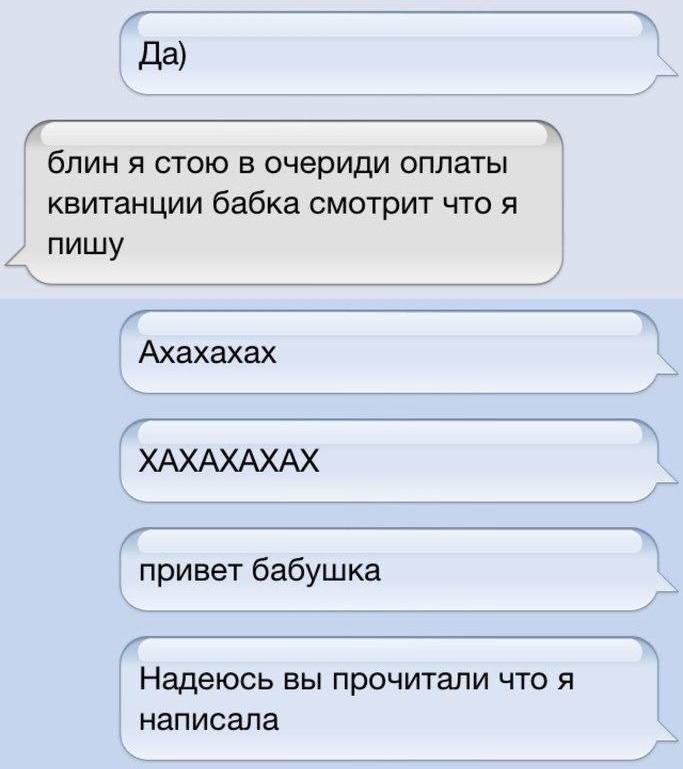 Да)
блин я стою в очериди оплаты
квитанции бабка смотрит что я
пишу
Ахахахах
ХАХАХАХАХ
привет бабушка
Надеюсь вы прочитали что я
написала